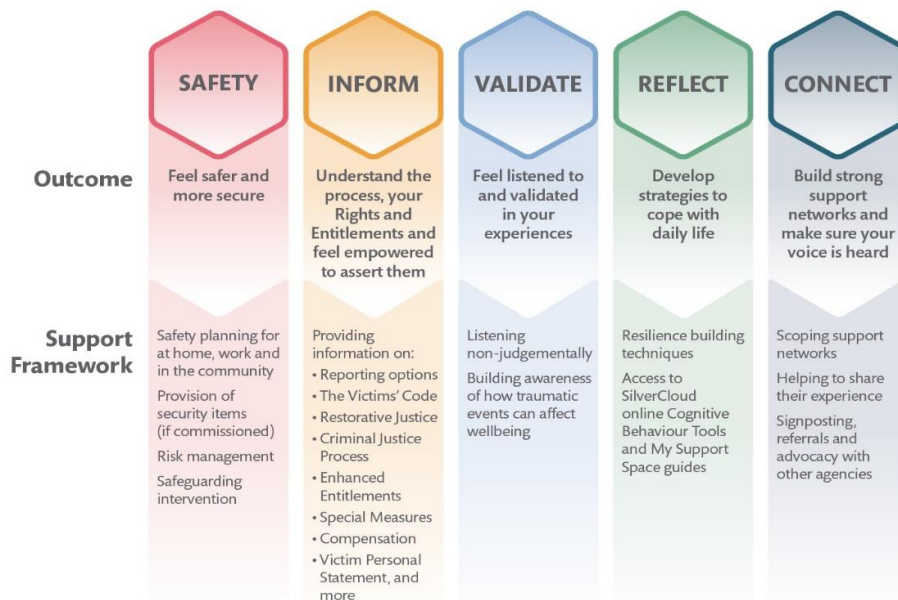 SAFETY
INFORM
VALIDATE
REFLECT
CONNECT
Outcome
Feel safer and
more secure
Understand the
process, your
Rights and
Entitlements and
feel empowered
to assert them
Feel listened to
and validated
in your
experiences
Develop
strategies to
cope with
daily life
Build strong
support
networks and
make sure your
voice is heard
Support
Framework
Safety planning for
at home, work and
in the community
Provision of
security items
(if commissioned)
Risk management
Safeguarding
intervention
Providing
information on:
• Reporting options
• The Victims' Code
• Restorative Justice
• Criminal Justice
Process
• Enhanced
Entitlements
• Special Measures
• Compensation
• Victim Personal
Statement, and
more
Listening
non-judgementally
Building awareness
of how traumatic
events can affect
wellbeing
Resilience building
techniques
Access to
SilverCloud
online Cognitive
Behaviour Tools
and My Support
Space guides
Scoping support
networks
Helping to share
their experience
Signposting,
referrals and
advocacy with
other agencies